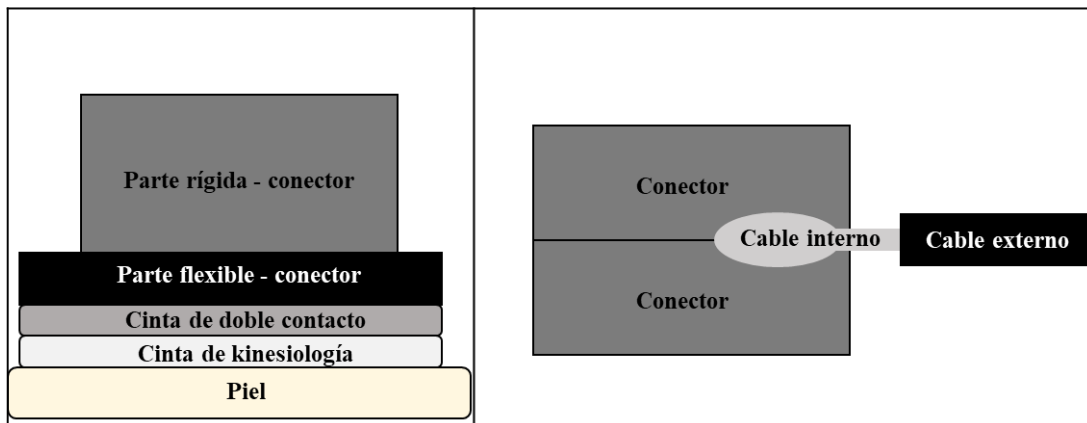 Parte rígida - conector
Parte flexible - conector
Cinta de doble contacto
Cinta de kinesiología
Piel
Conector
Cable interno
Cable externo
Conector